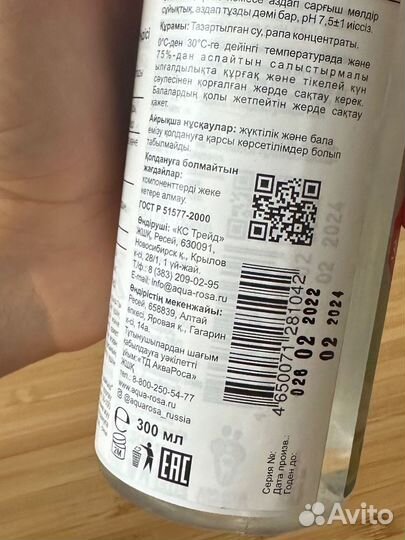 аздап сарғыш мөлдір
сұйықтық, аздап тұзды дәмі бар, pH 7,5±1 иіссіз.
Құрамы: Тазартылған су, рапа концентраты.
0°C-ден 30°C-ге дейінгі температурада және
75%-дан аспайтын салыстырмалы
ылғалдылықта құрғақ және тікелей күн
сәулесінен қорғалған жерде сақтау керек.
Балалардың қолы жетпейтін жерде сақтау
қажет.
Айрықша нұсқаулар: жүктілік және бала
емізу қолдануға қарсы көрсетілімдер болып
табылмайды.
Қолдануға болмайтын
жағдайлар:
компоненттерді жеке
көтере алмау.
ГОСТ Р 51577-2000
Өндіруші: «КС Трейд»
ЖШҚ, Ресей, 630091,
Новосибирск қ., Крылов
к-сі, 28/1, 1 үй-жай.
Т/ф: 8 (383) 209-02-95
E-mail: info@aqua-rosa.ru
Өндірістің мекенжайы:
Ресей, 658839, Алтай
өлкесі, Яровая қ., Гагарин
к-сі, 14а.
Тұтынушылардан шағым
қабылдауға уәкілетті
ұйым:«ТД АкваРоса»
ЖШҚ
тел.: 8-800-250-54-77
www.aqua-rosa.ru
@aquarosa_russia
300 мл
EAC
4650071281042
026 02 2022
02 2024
Серия №:
Дата произв.:
Годен до:
Avito